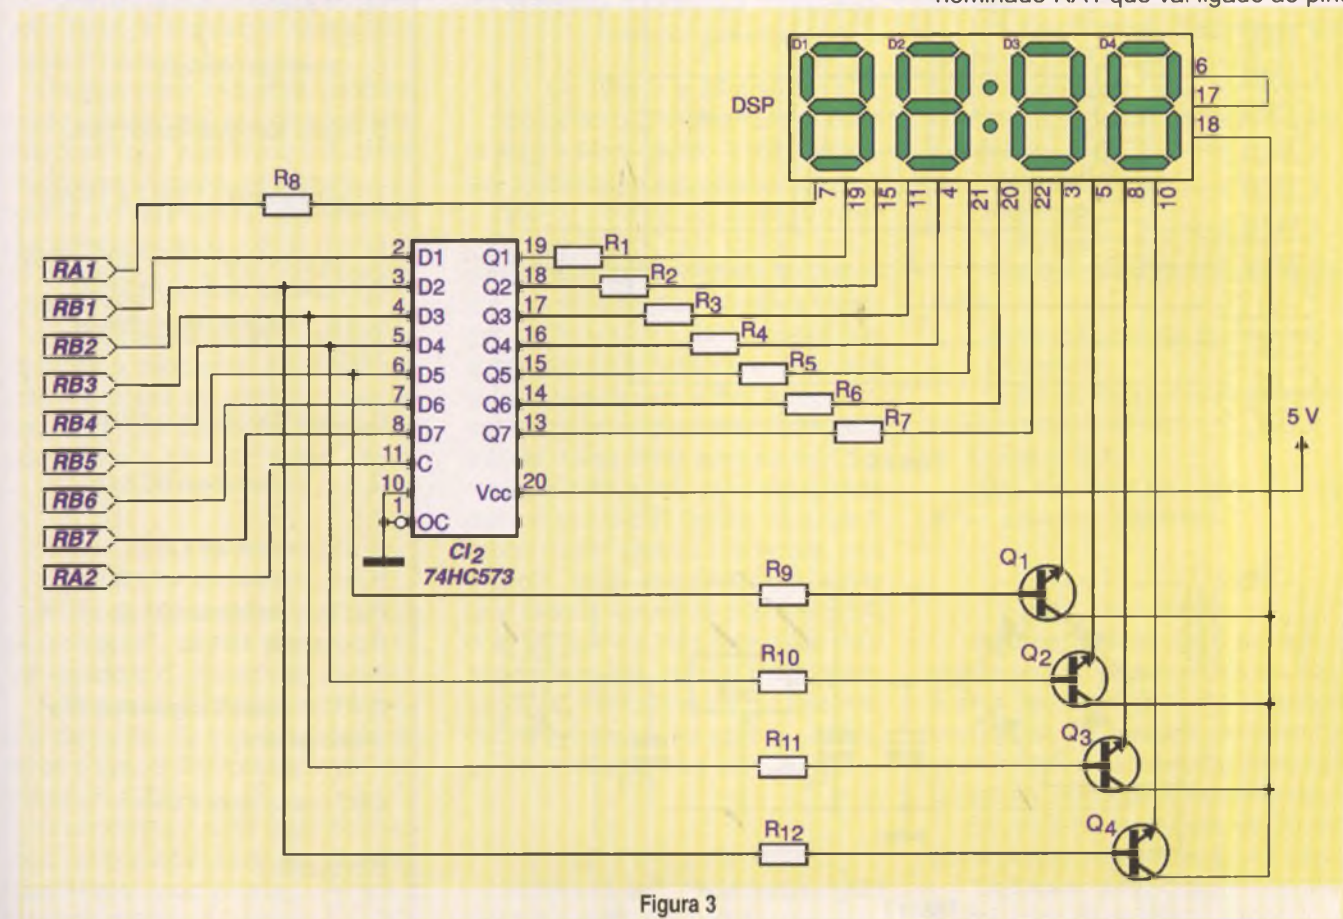 D1 D2 D3 D4
DSP
6
17
18
7 19 15 11 4 21 20 22 3 5 8 10
R8
RA1
RB1
RB2
RB3
RB4
RB5
RB6
RB7
RA2
2 D1 Q1 19 R1
3 D2 Q2 18 R2
4 D3 Q3 17 R3
5 D4 Q4 16 R4
6 D5 Q5 15 R5
7 D6 Q6 14 R6
8 D7 Q7 13 R7
11 C
10 Vcc 20
1 OC
5 V
CI2
74HC573
R9 Q1
R10 Q2
R11 Q3
R12 Q4
Figura 3